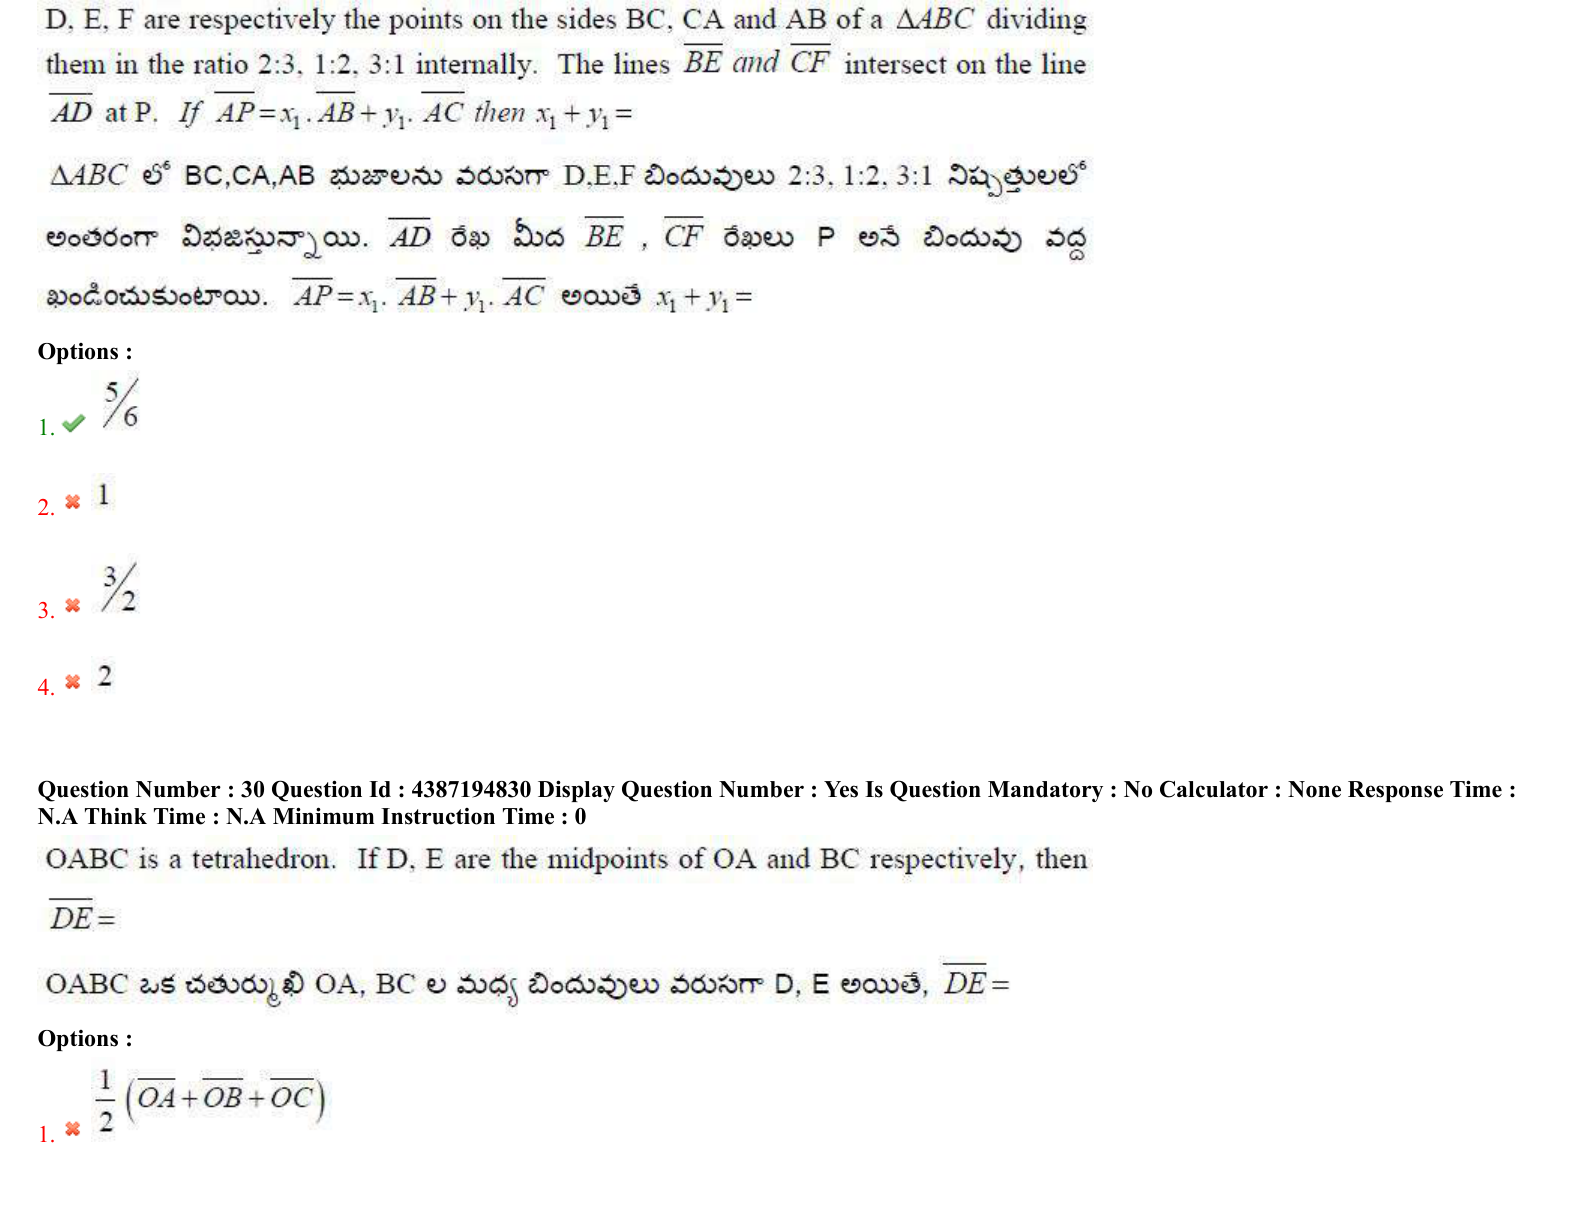 D, E, F are respectively the points on the sides BC, CA and AB of a ΔABC dividing
them in the ratio 2:3, 1:2, 3:1 internally. The lines $\overline{BE}$ and $\overline{CF}$ intersect on the line
$\overline{AD}$ at P. If $\overline{AP}=x_1.\overline{AB}+y_1.\overline{AC}$ then $x_1+y_1=$
ΔABC లో BC,CA,AB భుజాలను వరుసగా D,E,F బిందువులు 2:3, 1:2, 3:1 నిష్పత్తులలో
అంతరంగా విభజిస్తున్నాయి. $\overline{AD}$ రేఖ మీద $\overline{BE}$ , $\overline{CF}$ రేఖలు P అనే బిందువు వద్ద
ఖండించుకుంటాయి. $\overline{AP}=x_1.\overline{AB}+y_1.\overline{AC}$ అయితే $x_1+y_1=$
Options :
1. 5/6
2. 1
3. 3/2
4. 2
Question Number : 30 Question Id : 4387194830 Display Question Number : Yes Is Question Mandatory : No Calculator : None Response Time :
N.A Think Time : N.A Minimum Instruction Time : 0
OABC is a tetrahedron. If D, E are the midpoints of OA and BC respectively, then
$\overline{DE}=$
OABC ఒక చతుర్ముఖి OA, BC ల మధ్య బిందువులు వరుసగా D, E అయితే, $\overline{DE}=$
Options :
1. $\frac{1}{2}\left(\overline{OA}+\overline{OB}+\overline{OC}\right)$